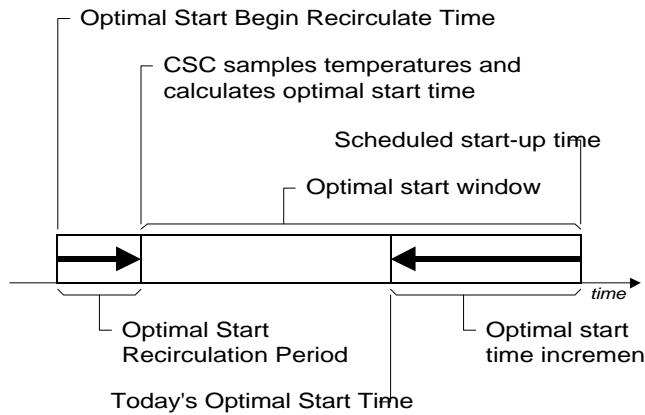 Optimal Start Begin Recirculate Time
CSC samples temperatures and
calculates optimal start time
Scheduled start-up time
Optimal start window
time
Optimal Start
Recirculation Period
Optimal start
time incremen
Today's Optimal Start Time